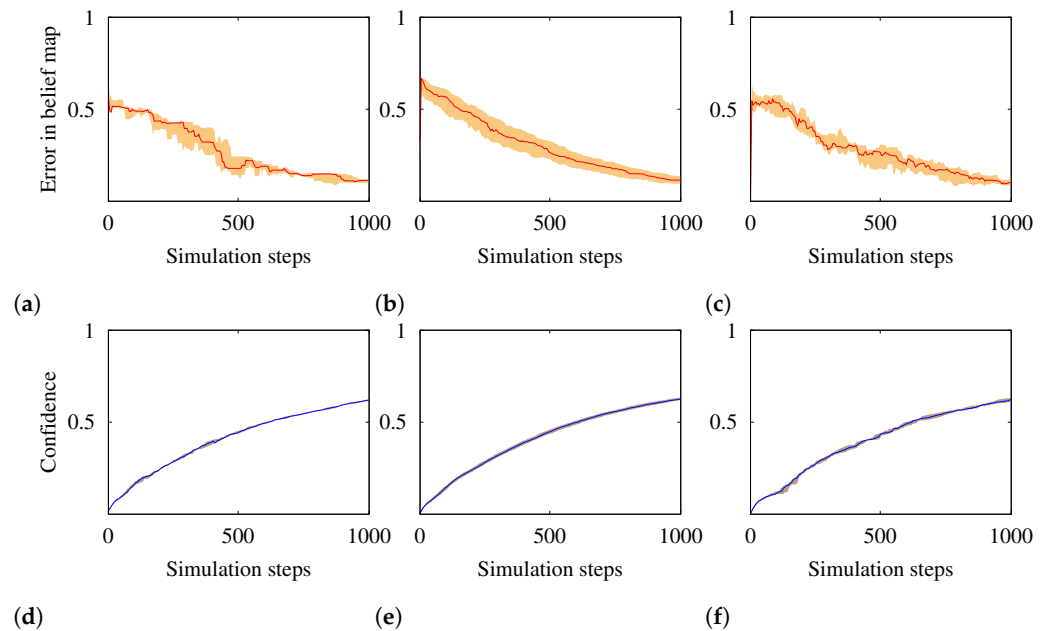 1 1 1
0.5 0.5 0.5
Error in belief map
0 500 1000 0 500 1000 0 500 1000
Simulation steps Simulation steps Simulation steps
(a) (b) (c)
1 1 1
0.5 0.5 0.5
Confidence
0 500 1000 0 500 1000 0 500 1000
Simulation steps Simulation steps Simulation steps
(d) (e) (f)